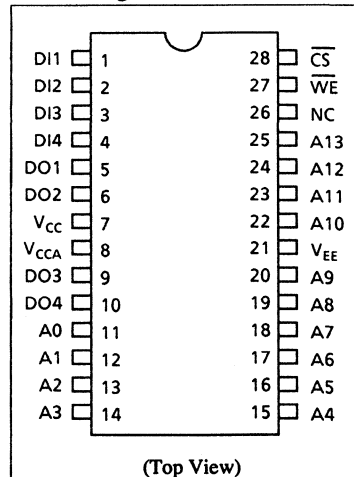 DI1 1 28 C̅S̅
DI2 2 27 W̅E̅
DI3 3 26 NC
DI4 4 25 A13
DO1 5 24 A12
DO2 6 23 A11
VCC 7 22 A10
VCCA 8 21 VEE
DO3 9 20 A9
DO4 10 19 A8
A0 11 18 A7
A1 12 17 A6
A2 13 16 A5
A3 14 15 A4
(Top View)